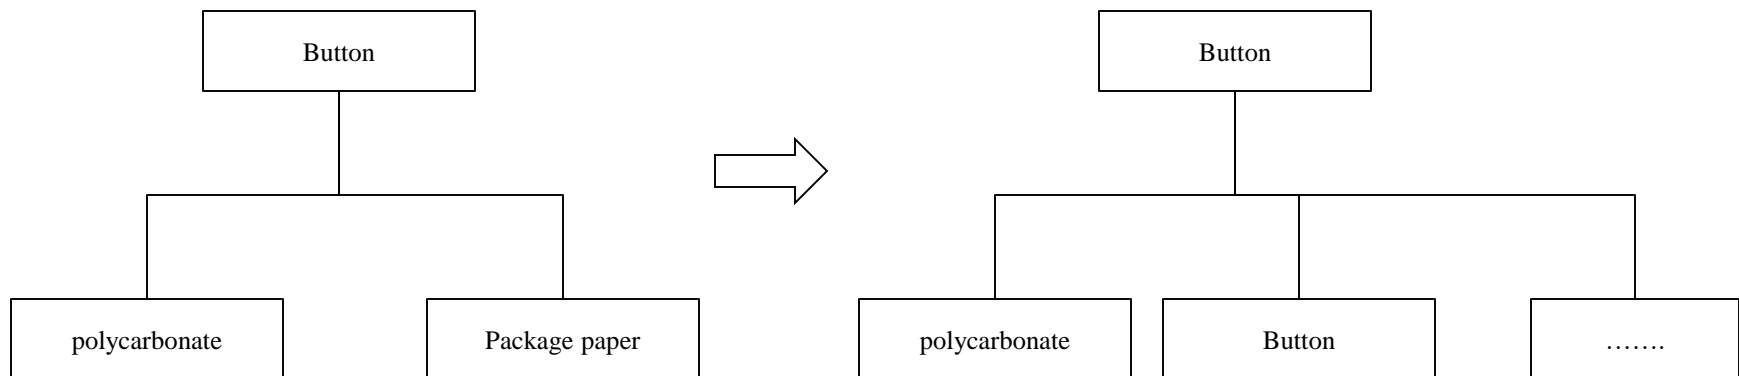 Button
Button
polycarbonate
Package paper
polycarbonate
Button
…….